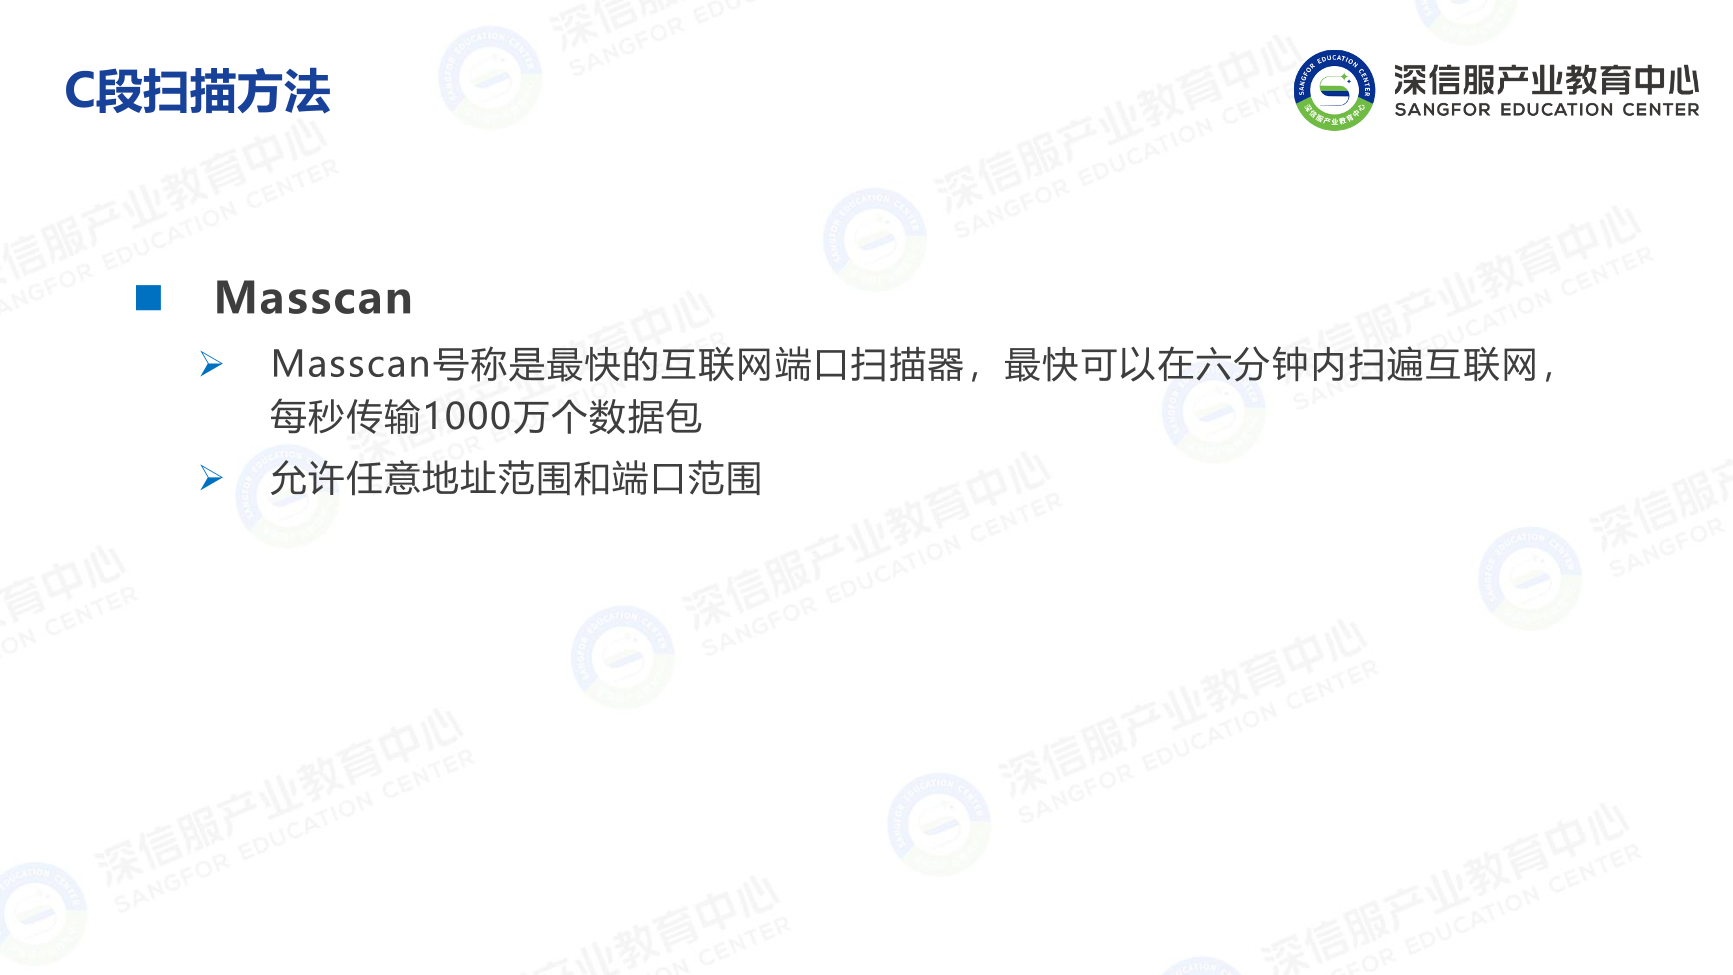 C段扫描方法
深信服产业教育中心
SANGFOR EDUCATION CENTER
Masscan
Masscan号称是最快的互联网端口扫描器，最快可以在六分钟内扫遍互联网，
每秒传输1000万个数据包
允许任意地址范围和端口范围